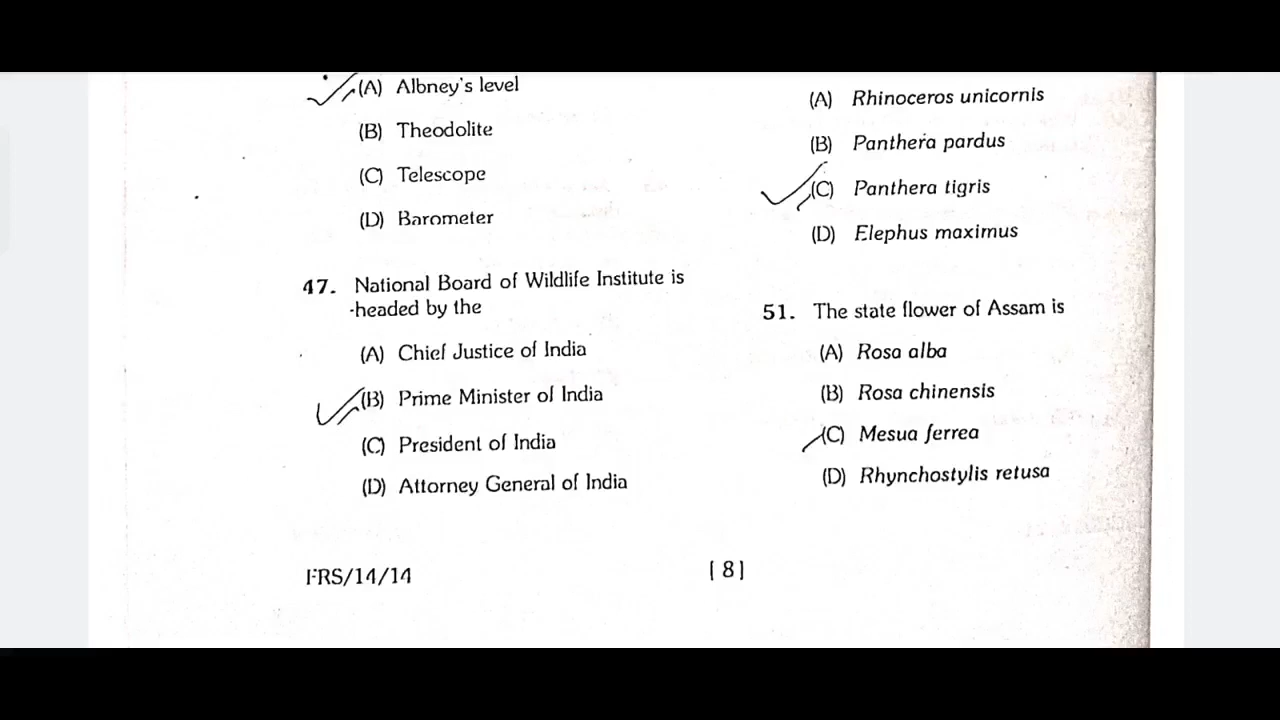 (A) Albney's level
(B) Theodolite
(C) Telescope
(D) Barometer
47. National Board of Wildlife Institute is
headed by the
(A) Chief Justice of India
(B) Prime Minister of India
(C) President of India
(D) Attorney General of India
(A) Rhinoceros unicornis
(B) Panthera pardus
(C) Panthera tigris
(D) Elephus maximus
51. The state flower of Assam is
(A) Rosa alba
(B) Rosa chinensis
(C) Mesua ferrea
(D) Rhynchostylis retusa
FRS/14/14
[ 8 ]